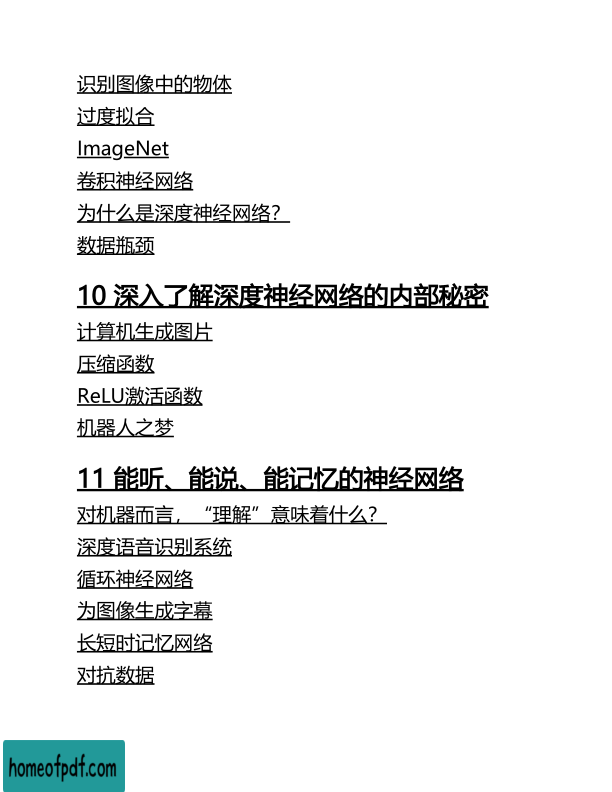 识别图像中的物体
过度拟合
ImageNet
卷积神经网络
为什么是深度神经网络？
数据瓶颈
10 深入了解深度神经网络的内部秘密
计算机生成图片
压缩函数
ReLU激活函数
机器人之梦
11 能听、能说、能记忆的神经网络
对机器而言，“理解”意味着什么？
深度语音识别系统
循环神经网络
为图像生成字幕
长短时记忆网络
对抗数据
homeofpdf.com